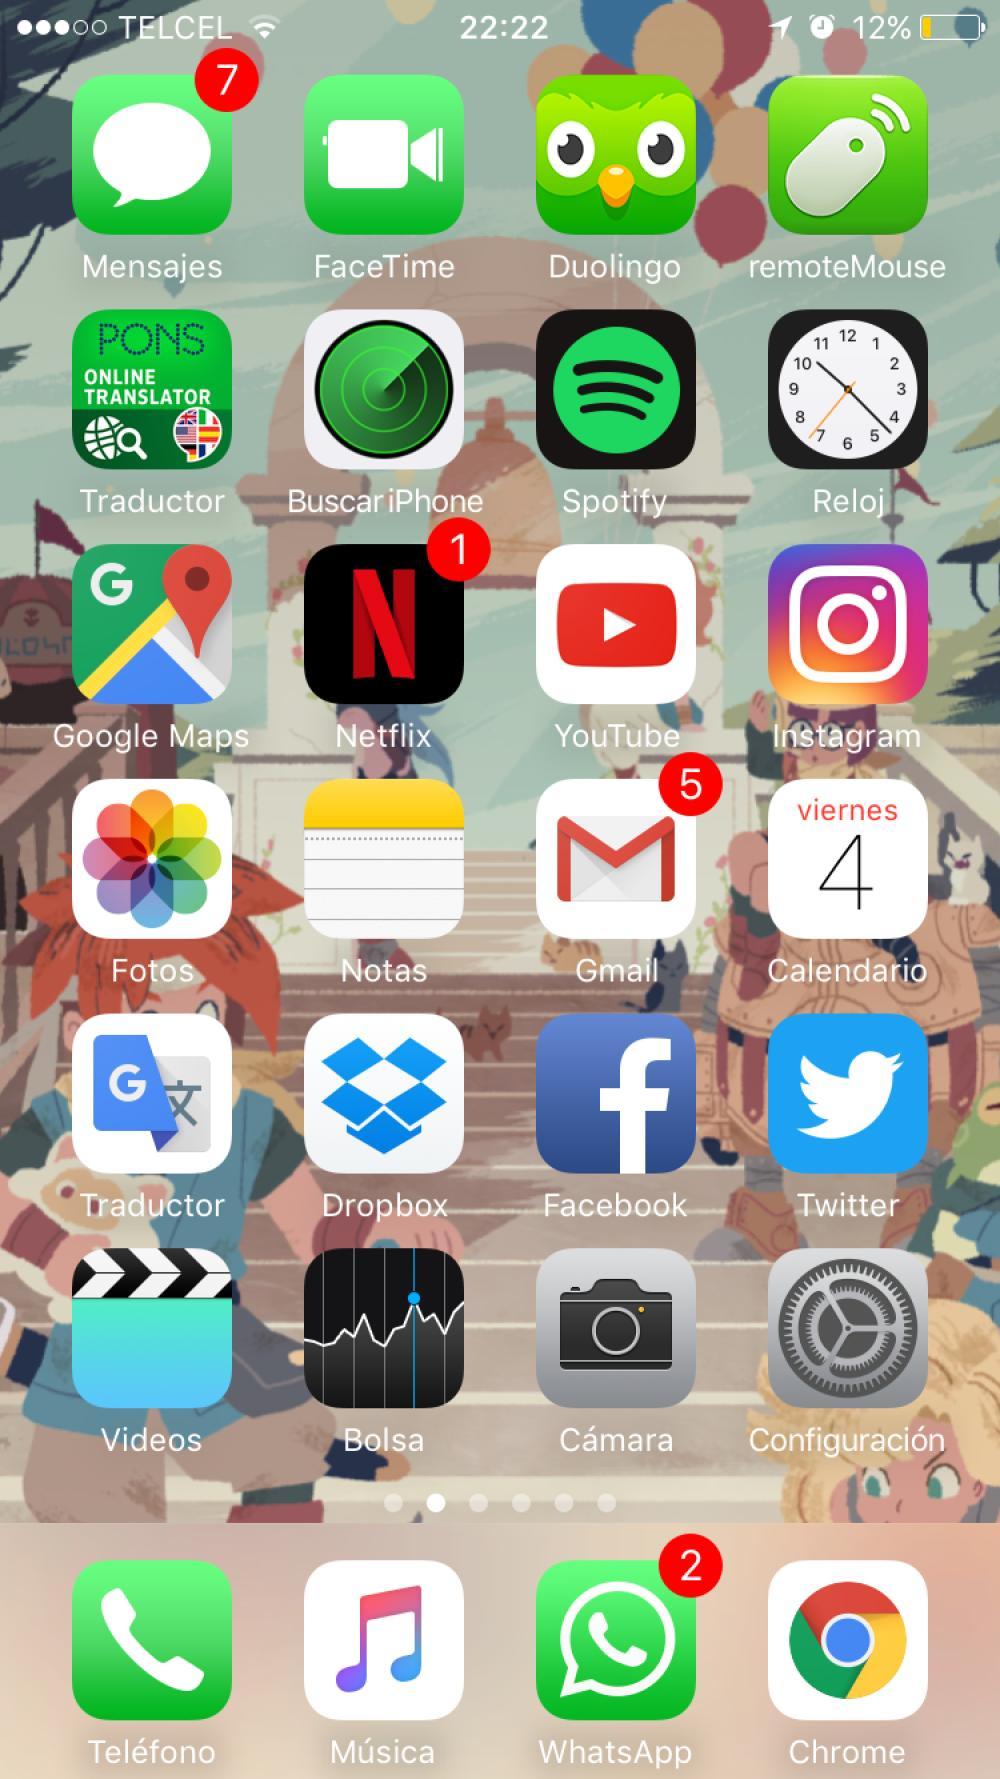 TELCEL 22:22 12%
7
Mensajes FaceTime Duolingo remoteMouse
PONS
ONLINE
TRANSLATOR
12
11 1
10 2
9 3
8 4
7 5
6
Traductor Buscar iPhone Spotify Reloj
1
G N
Google Maps Netflix YouTube Instagram
5
viernes
4
Fotos Notas Gmail Calendario
G 文 f
Traductor Dropbox Facebook Twitter
Videos Bolsa Cámara Configuración
2
Teléfono Música WhatsApp Chrome